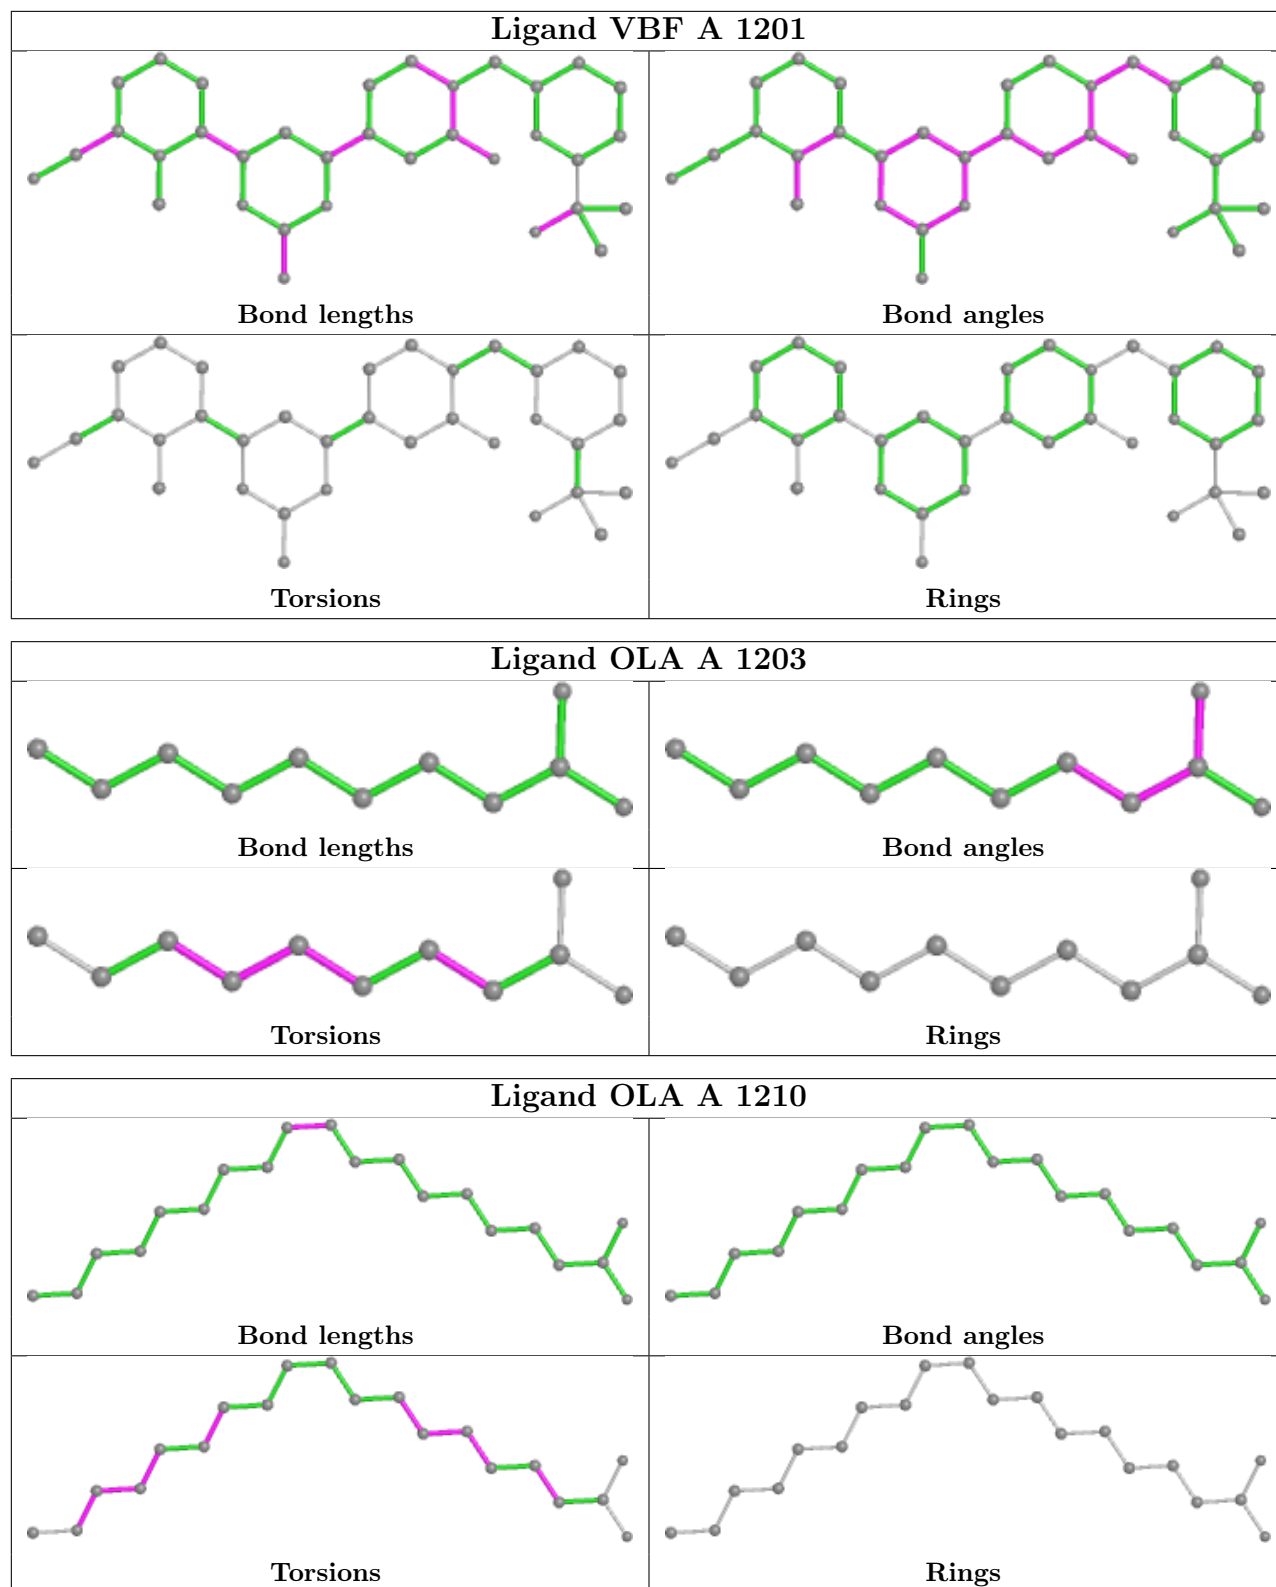 Ligand VBF A 1201
Bond lengths
Bond angles
Torsions
Rings
Ligand OLA A 1203
Bond lengths
Bond angles
Torsions
Rings
Ligand OLA A 1210
Bond lengths
Bond angles
Torsions
Rings